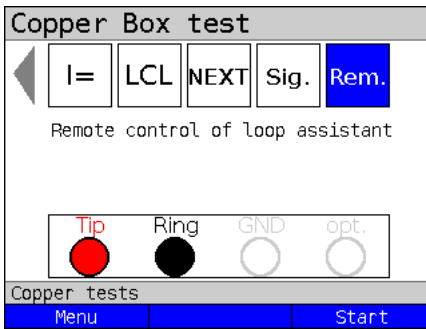 Copper Box test
I= LCL NEXT Sig. Rem.
Remote control of loop assistant
Tip Ring GND opt.
Copper tests
Menu Start